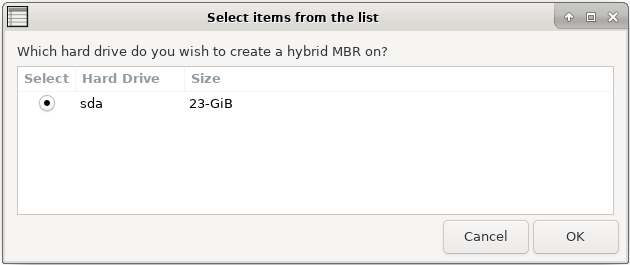 Select items from the list
Which hard drive do you wish to create a hybrid MBR on?
Select Hard Drive Size
sda 23-GiB
Cancel OK